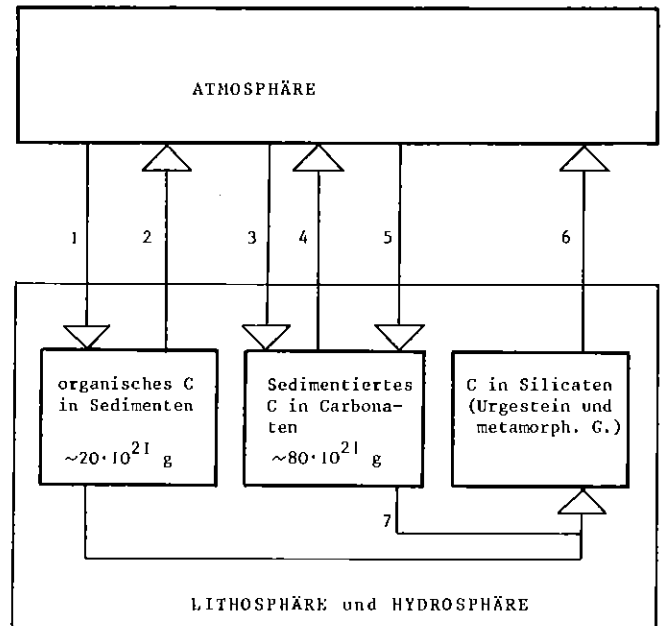 ATMOSPHÄRE
1 2 3 4 5 6
organisches C
in Sedimenten
~20·10²¹ g
Sedimentiertes
C in Carbona-
ten
~80·10²¹ g
C in Silicaten
(Urgestein und
metamorph. G.)
7
LITHOSPHÄRE und HYDROSPHÄRE